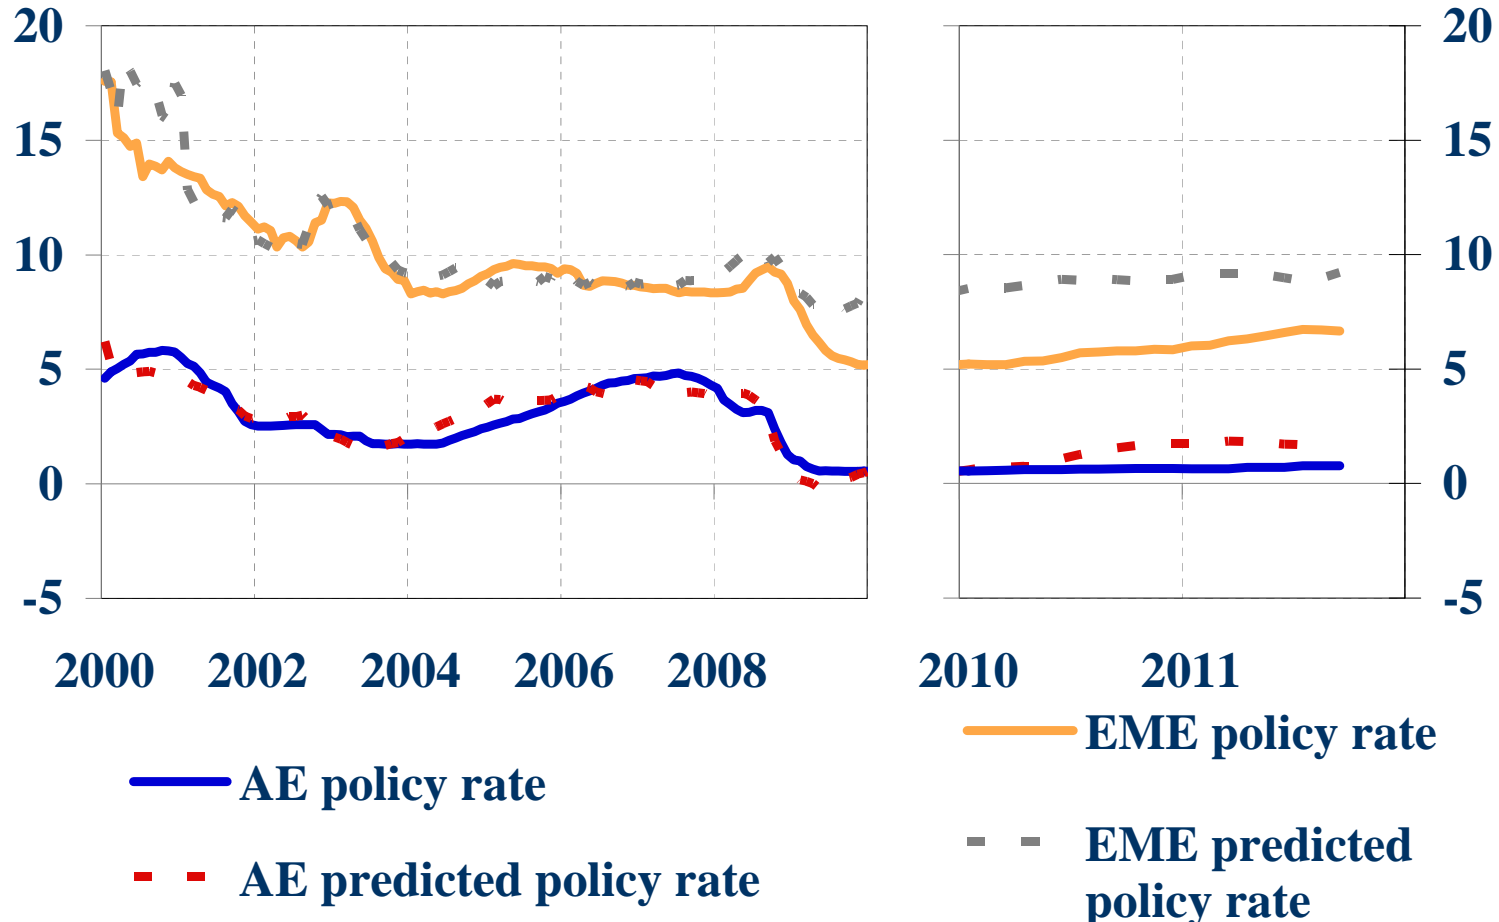 20 20
15 15
10 10
5 5
0 0
-5 -5
2000 2002 2004 2006 2008 2010 2011
EME policy rate
AE policy rate
EME predicted
policy rate
AE predicted policy rate